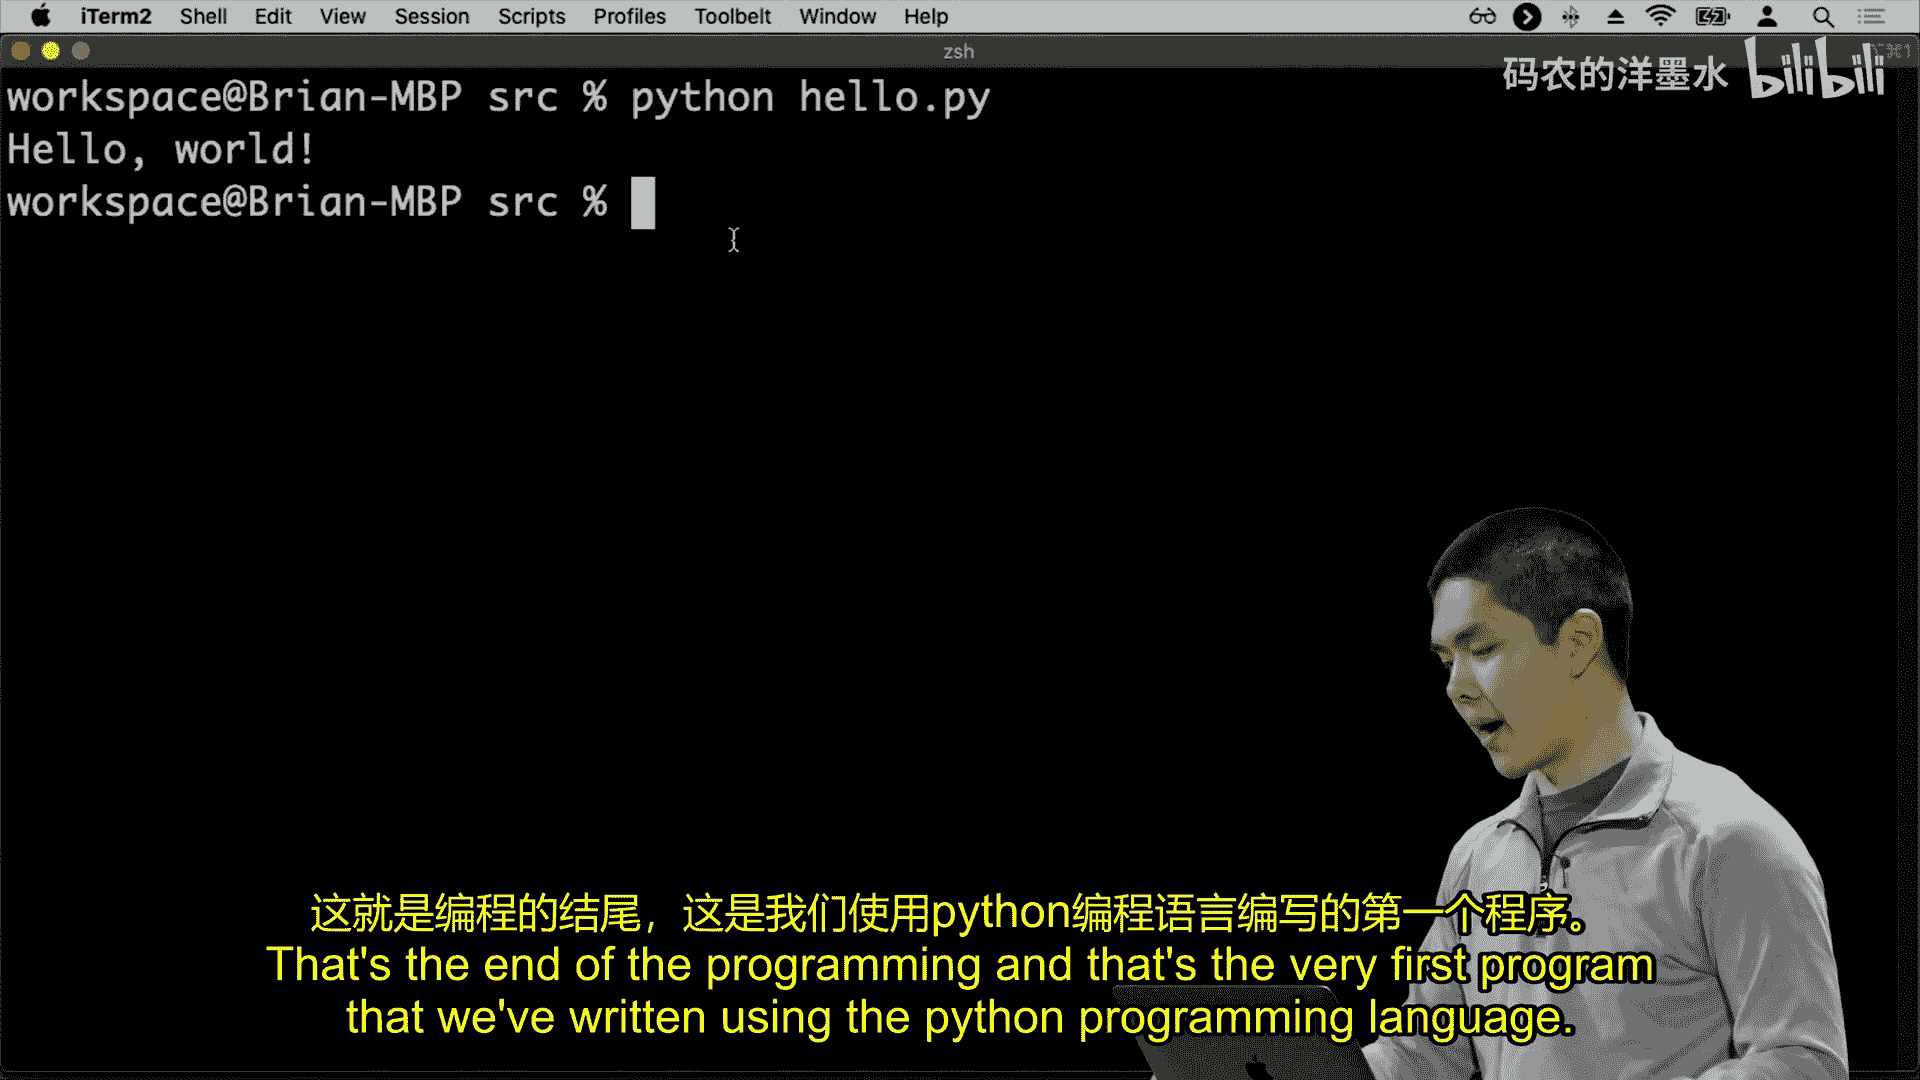 iTerm2 Shell Edit View Session Scripts Profiles Toolbelt Window Help
zsh
⌘1
码农的洋墨水 bilibili
workspace@Brian-MBP src % python hello.py
Hello, world!
workspace@Brian-MBP src %
这就是编程的结尾，这是我们使用python编程语言编写的第一个程序。
That's the end of the programming and that's the very first program
that we've written using the python programming language.